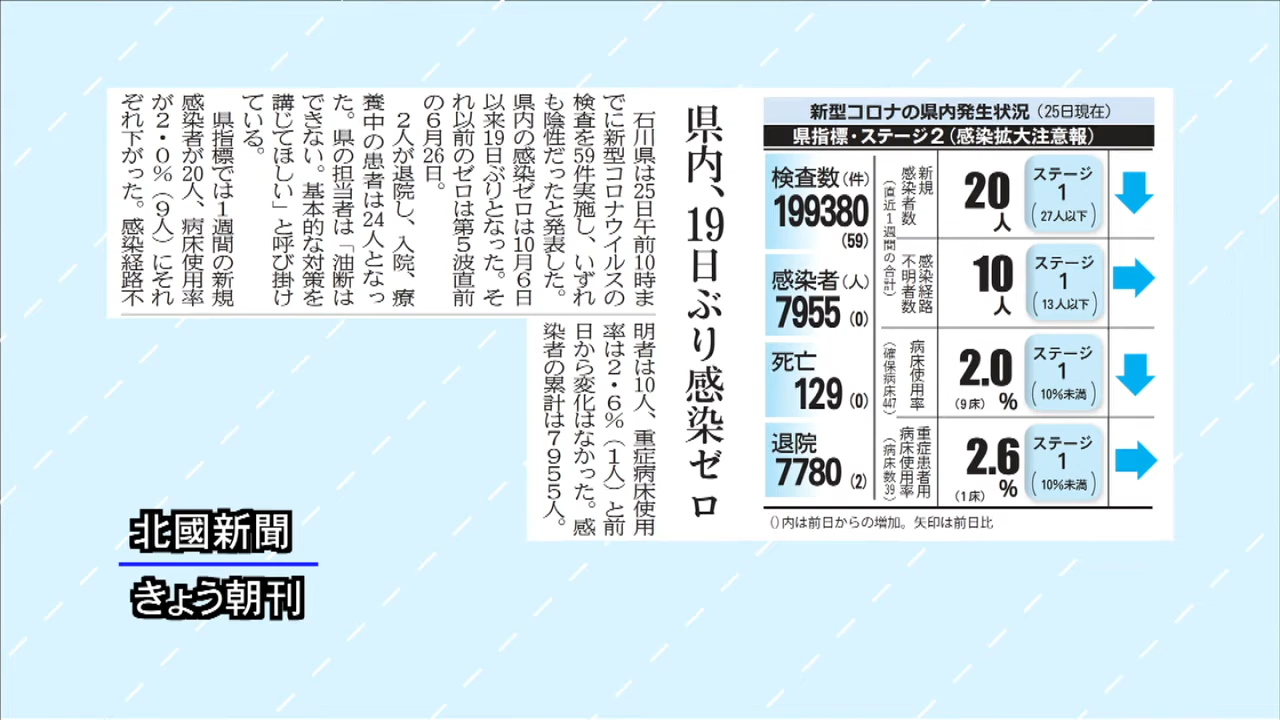 県内、19日ぶり感染ゼロ
石川県は25日午前10時ま
でに新型コロナウイルスの
検査を59件実施し、いずれ
も陰性だったと発表した。
県内の感染ゼロは10月6日
以来19日ぶりとなった。そ
れ以前のゼロは第5波直前
の6月26日。
2人が退院し、入院、療
養中の患者は24人となっ
た。県の担当者は「油断は
できない。基本的な対策を
講じてほしい」と呼び掛け
ている。
県指標では1週間の新規
感染者が20人、病床使用率
が2・0%(9人)にそれ
ぞれ下がった。感染経路不
明者は10人、重症病床使用
率は2・6%(1人)と前
日から変化はなかった。感
染者の累計は7955人。
新型コロナの県内発生状況(25日現在)
県指標・ステージ2(感染拡大注意報)
検査数(件)
199380
(59)
感染者(人)
7955(0)
死亡
129(0)
退院
7780(2)
(直近1週間の合計)
新規感染者数
20人
ステージ
1
(27人以下)
感染経路不明者数
10人
ステージ
1
(13人以下)
病床使用率
(確保病床447)
2.0
(9床)%
ステージ
1
(10%未満)
重症患者用病床使用率
(病床数39)
2.6
(1床)%
ステージ
1
(10%未満)
()内は前日からの増加。矢印は前日比
北國新聞
きょう朝刊